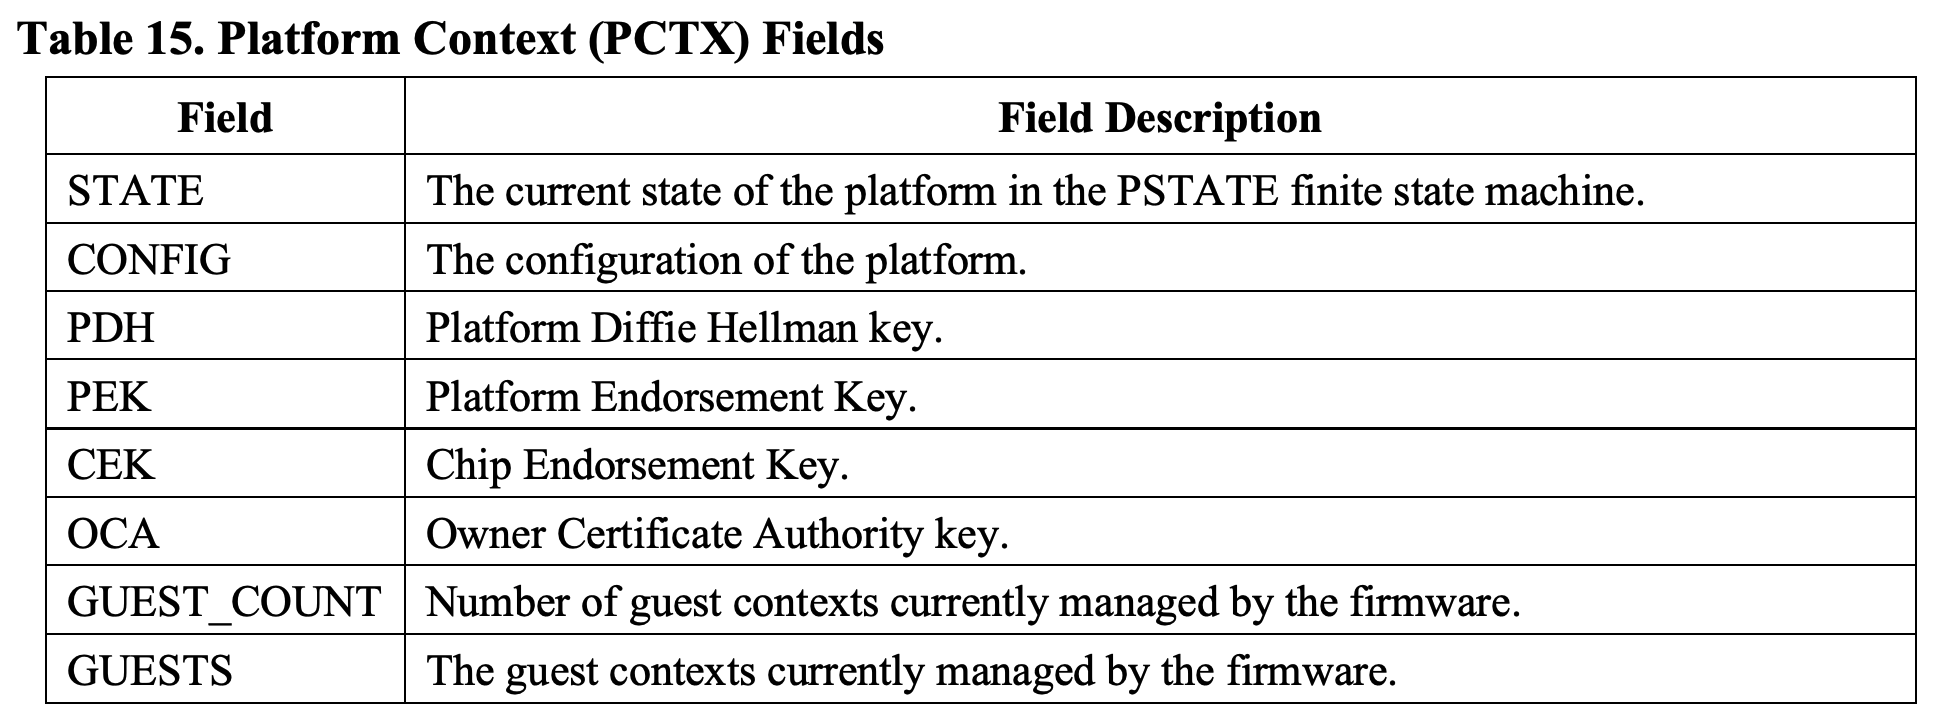 Table 15. Platform Context (PCTX) Fields
Field Field Description
STATE The current state of the platform in the PSTATE finite state machine.
CONFIG The configuration of the platform.
PDH Platform Diffie Hellman key.
PEK Platform Endorsement Key.
CEK Chip Endorsement Key.
OCA Owner Certificate Authority key.
GUEST_COUNT Number of guest contexts currently managed by the firmware.
GUESTS The guest contexts currently managed by the firmware.